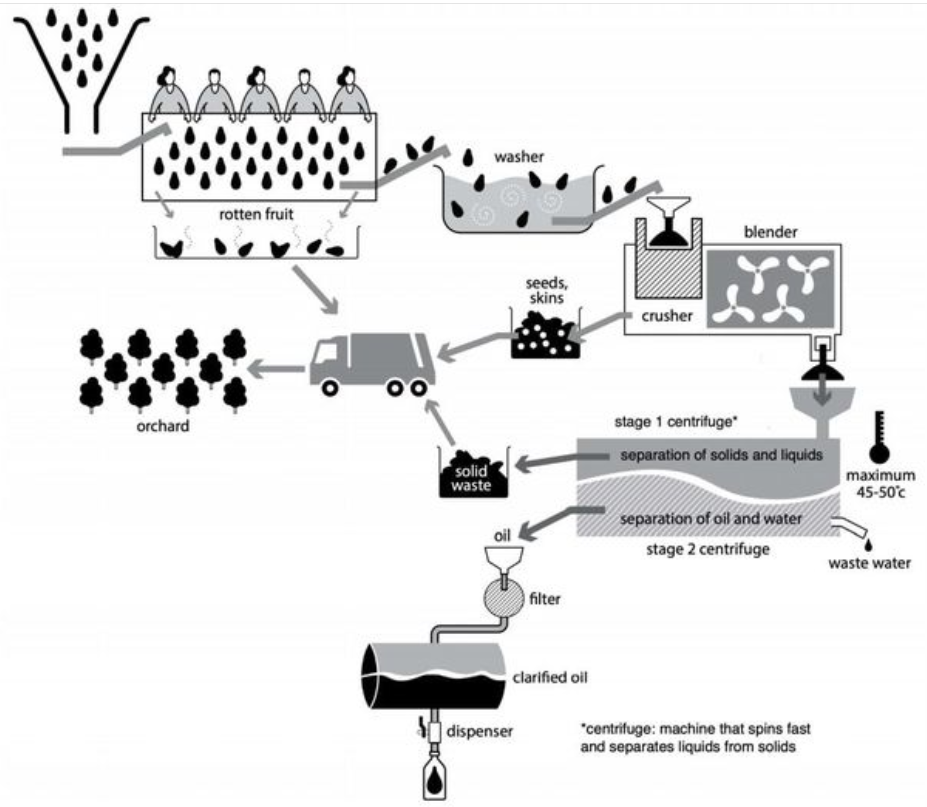 washer
rotten fruit
blender
seeds,
skins
crusher
orchard
stage 1 centrifuge*
separation of solids and liquids
maximum
45-50°c
solid
waste
separation of oil and water
oil
stage 2 centrifuge
waste water
filter
clarified oil
dispenser
*centrifuge: machine that spins fast
and separates liquids from solids